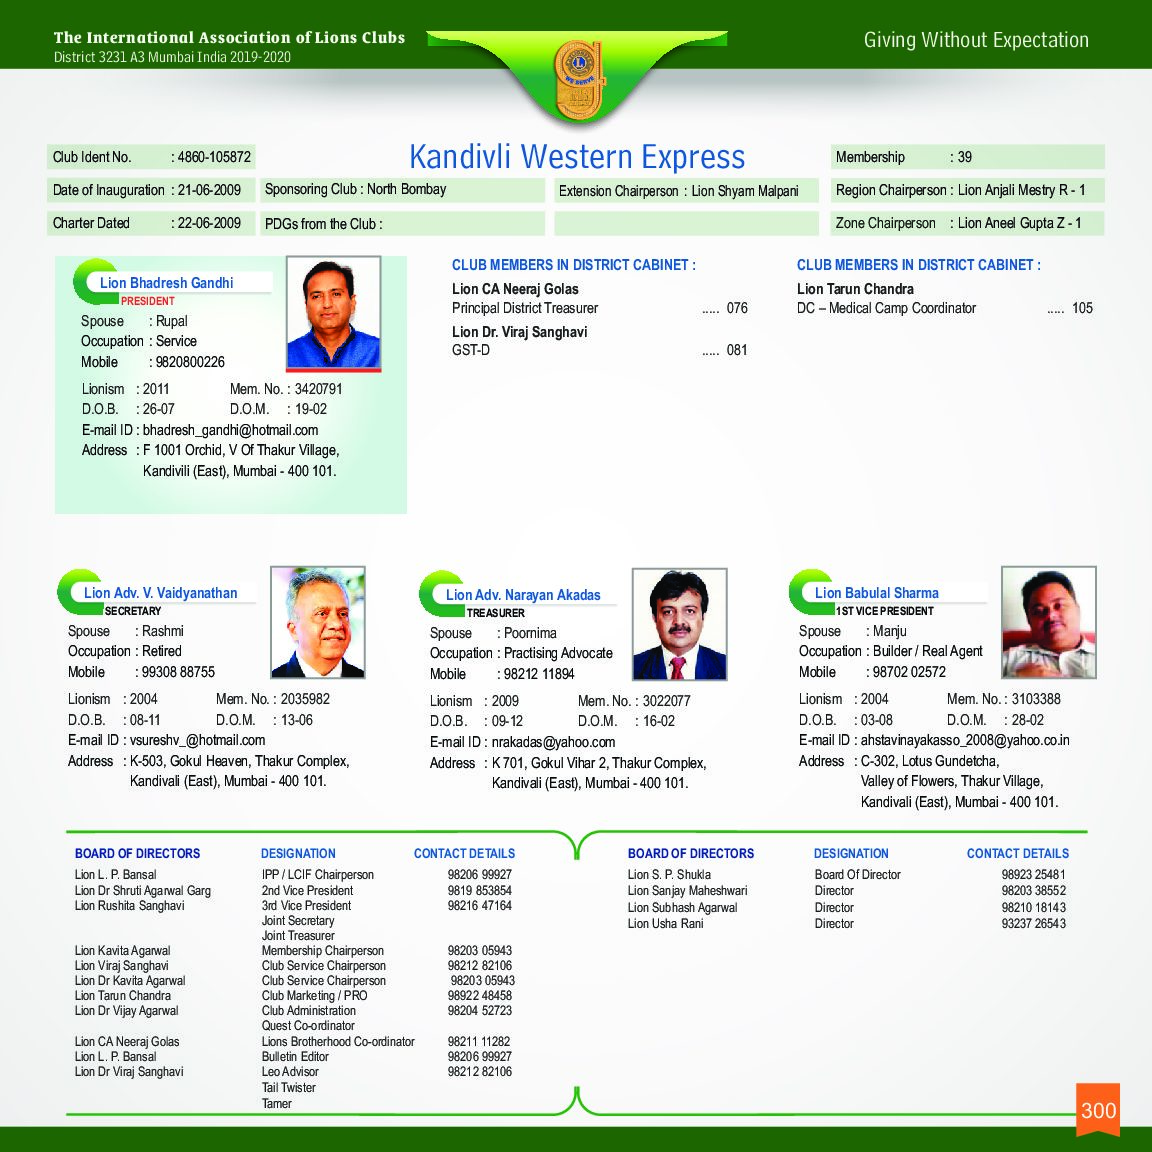 The International Association of Lions Clubs
District 3231 A3 Mumbai India 2019-2020
Giving Without Expectation
L
WE SERVE
Kandivli Western Express
Club Ident No. : 4860-105872
Membership : 39
Date of Inauguration : 21-06-2009
Sponsoring Club : North Bombay
Extension Chairperson : Lion Shyam Malpani
Region Chairperson : Lion Anjali Mestry R - 1
Charter Dated : 22-06-2009
PDGs from the Club :
Zone Chairperson : Lion Aneel Gupta Z - 1
Lion Bhadresh Gandhi
PRESIDENT
Spouse : Rupal
Occupation : Service
Mobile : 9820800226
Lionism : 2011 Mem. No. : 3420791
D.O.B. : 26-07 D.O.M. : 19-02
E-mail ID : bhadresh_gandhi@hotmail.com
Address : F 1001 Orchid, V Of Thakur Village,
Kandivili (East), Mumbai - 400 101.
CLUB MEMBERS IN DISTRICT CABINET :
Lion CA Neeraj Golas
Principal District Treasurer ..... 076
Lion Dr. Viraj Sanghavi
GST-D ..... 081
CLUB MEMBERS IN DISTRICT CABINET :
Lion Tarun Chandra
DC – Medical Camp Coordinator ..... 105
Lion Adv. V. Vaidyanathan
SECRETARY
Spouse : Rashmi
Occupation : Retired
Mobile : 99308 88755
Lionism : 2004 Mem. No. : 2035982
D.O.B. : 08-11 D.O.M. : 13-06
E-mail ID : vsureshv_@hotmail.com
Address : K-503, Gokul Heaven, Thakur Complex,
Kandivali (East), Mumbai - 400 101.
Lion Adv. Narayan Akadas
TREASURER
Spouse : Poornima
Occupation : Practising Advocate
Mobile : 98212 11894
Lionism : 2009 Mem. No. : 3022077
D.O.B. : 09-12 D.O.M. : 16-02
E-mail ID : nrakadas@yahoo.com
Address : K 701, Gokul Vihar 2, Thakur Complex,
Kandivali (East), Mumbai - 400 101.
Lion Babulal Sharma
1ST VICE PRESIDENT
Spouse : Manju
Occupation : Builder / Real Agent
Mobile : 98702 02572
Lionism : 2004 Mem. No. : 3103388
D.O.B. : 03-08 D.O.M. : 28-02
E-mail ID : ahstavinayakasso_2008@yahoo.co.in
Address : C-302, Lotus Gundetcha,
Valley of Flowers, Thakur Village,
Kandivali (East), Mumbai - 400 101.
BOARD OF DIRECTORS DESIGNATION CONTACT DETAILS
Lion L. P. Bansal IPP / LCIF Chairperson 98206 99927
Lion Dr Shruti Agarwal Garg 2nd Vice President 9819 853854
Lion Rushita Sanghavi 3rd Vice President 98216 47164
Joint Secretary
Joint Treasurer
Lion Kavita Agarwal Membership Chairperson 98203 05943
Lion Viraj Sanghavi Club Service Chairperson 98212 82106
Lion Dr Kavita Agarwal Club Service Chairperson 98203 05943
Lion Tarun Chandra Club Marketing / PRO 98922 48458
Lion Dr Vijay Agarwal Club Administration 98204 52723
Quest Co-ordinator
Lion CA Neeraj Golas Lions Brotherhood Co-ordinator 98211 11282
Lion L. P. Bansal Bulletin Editor 98206 99927
Lion Dr Viraj Sanghavi Leo Advisor 98212 82106
Tail Twister
Tamer
BOARD OF DIRECTORS DESIGNATION CONTACT DETAILS
Lion S. P. Shukla Board Of Director 98923 25481
Lion Sanjay Maheshwari Director 98203 38552
Lion Subhash Agarwal Director 98210 18143
Lion Usha Rani Director 93237 26543
300